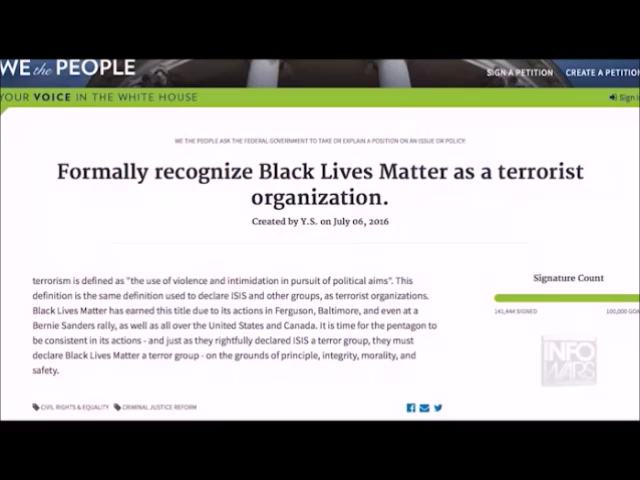 WE the PEOPLE
SIGN A PETITION CREATE A PETITION
YOUR VOICE IN THE WHITE HOUSE
Sign
WE THE PEOPLE ASK THE FEDERAL GOVERNMENT TO TAKE OR EXPLAIN A POSITION ON AN ISSUE OR POLICY:
Formally recognize Black Lives Matter as a terrorist
organization.
Created by Y.S. on July 06, 2016
terrorism is defined as "the use of violence and intimidation in pursuit of political aims". This
definition is the same definition used to declare ISIS and other groups, as terrorist organizations.
Black Lives Matter has earned this title due to its actions in Ferguson, Baltimore, and even at a
Bernie Sanders rally, as well as all over the United States and Canada. It is time for the pentagon to
be consistent in its actions - and just as they rightfully declared ISIS a terror group, they must
declare Black Lives Matter a terror group - on the grounds of principle, integrity, morality, and
safety.
Signature Count
141,444 SIGNED 100,000 GOA
INFO
WARS
CIVIL RIGHTS & EQUALITY CRIMINAL JUSTICE REFORM